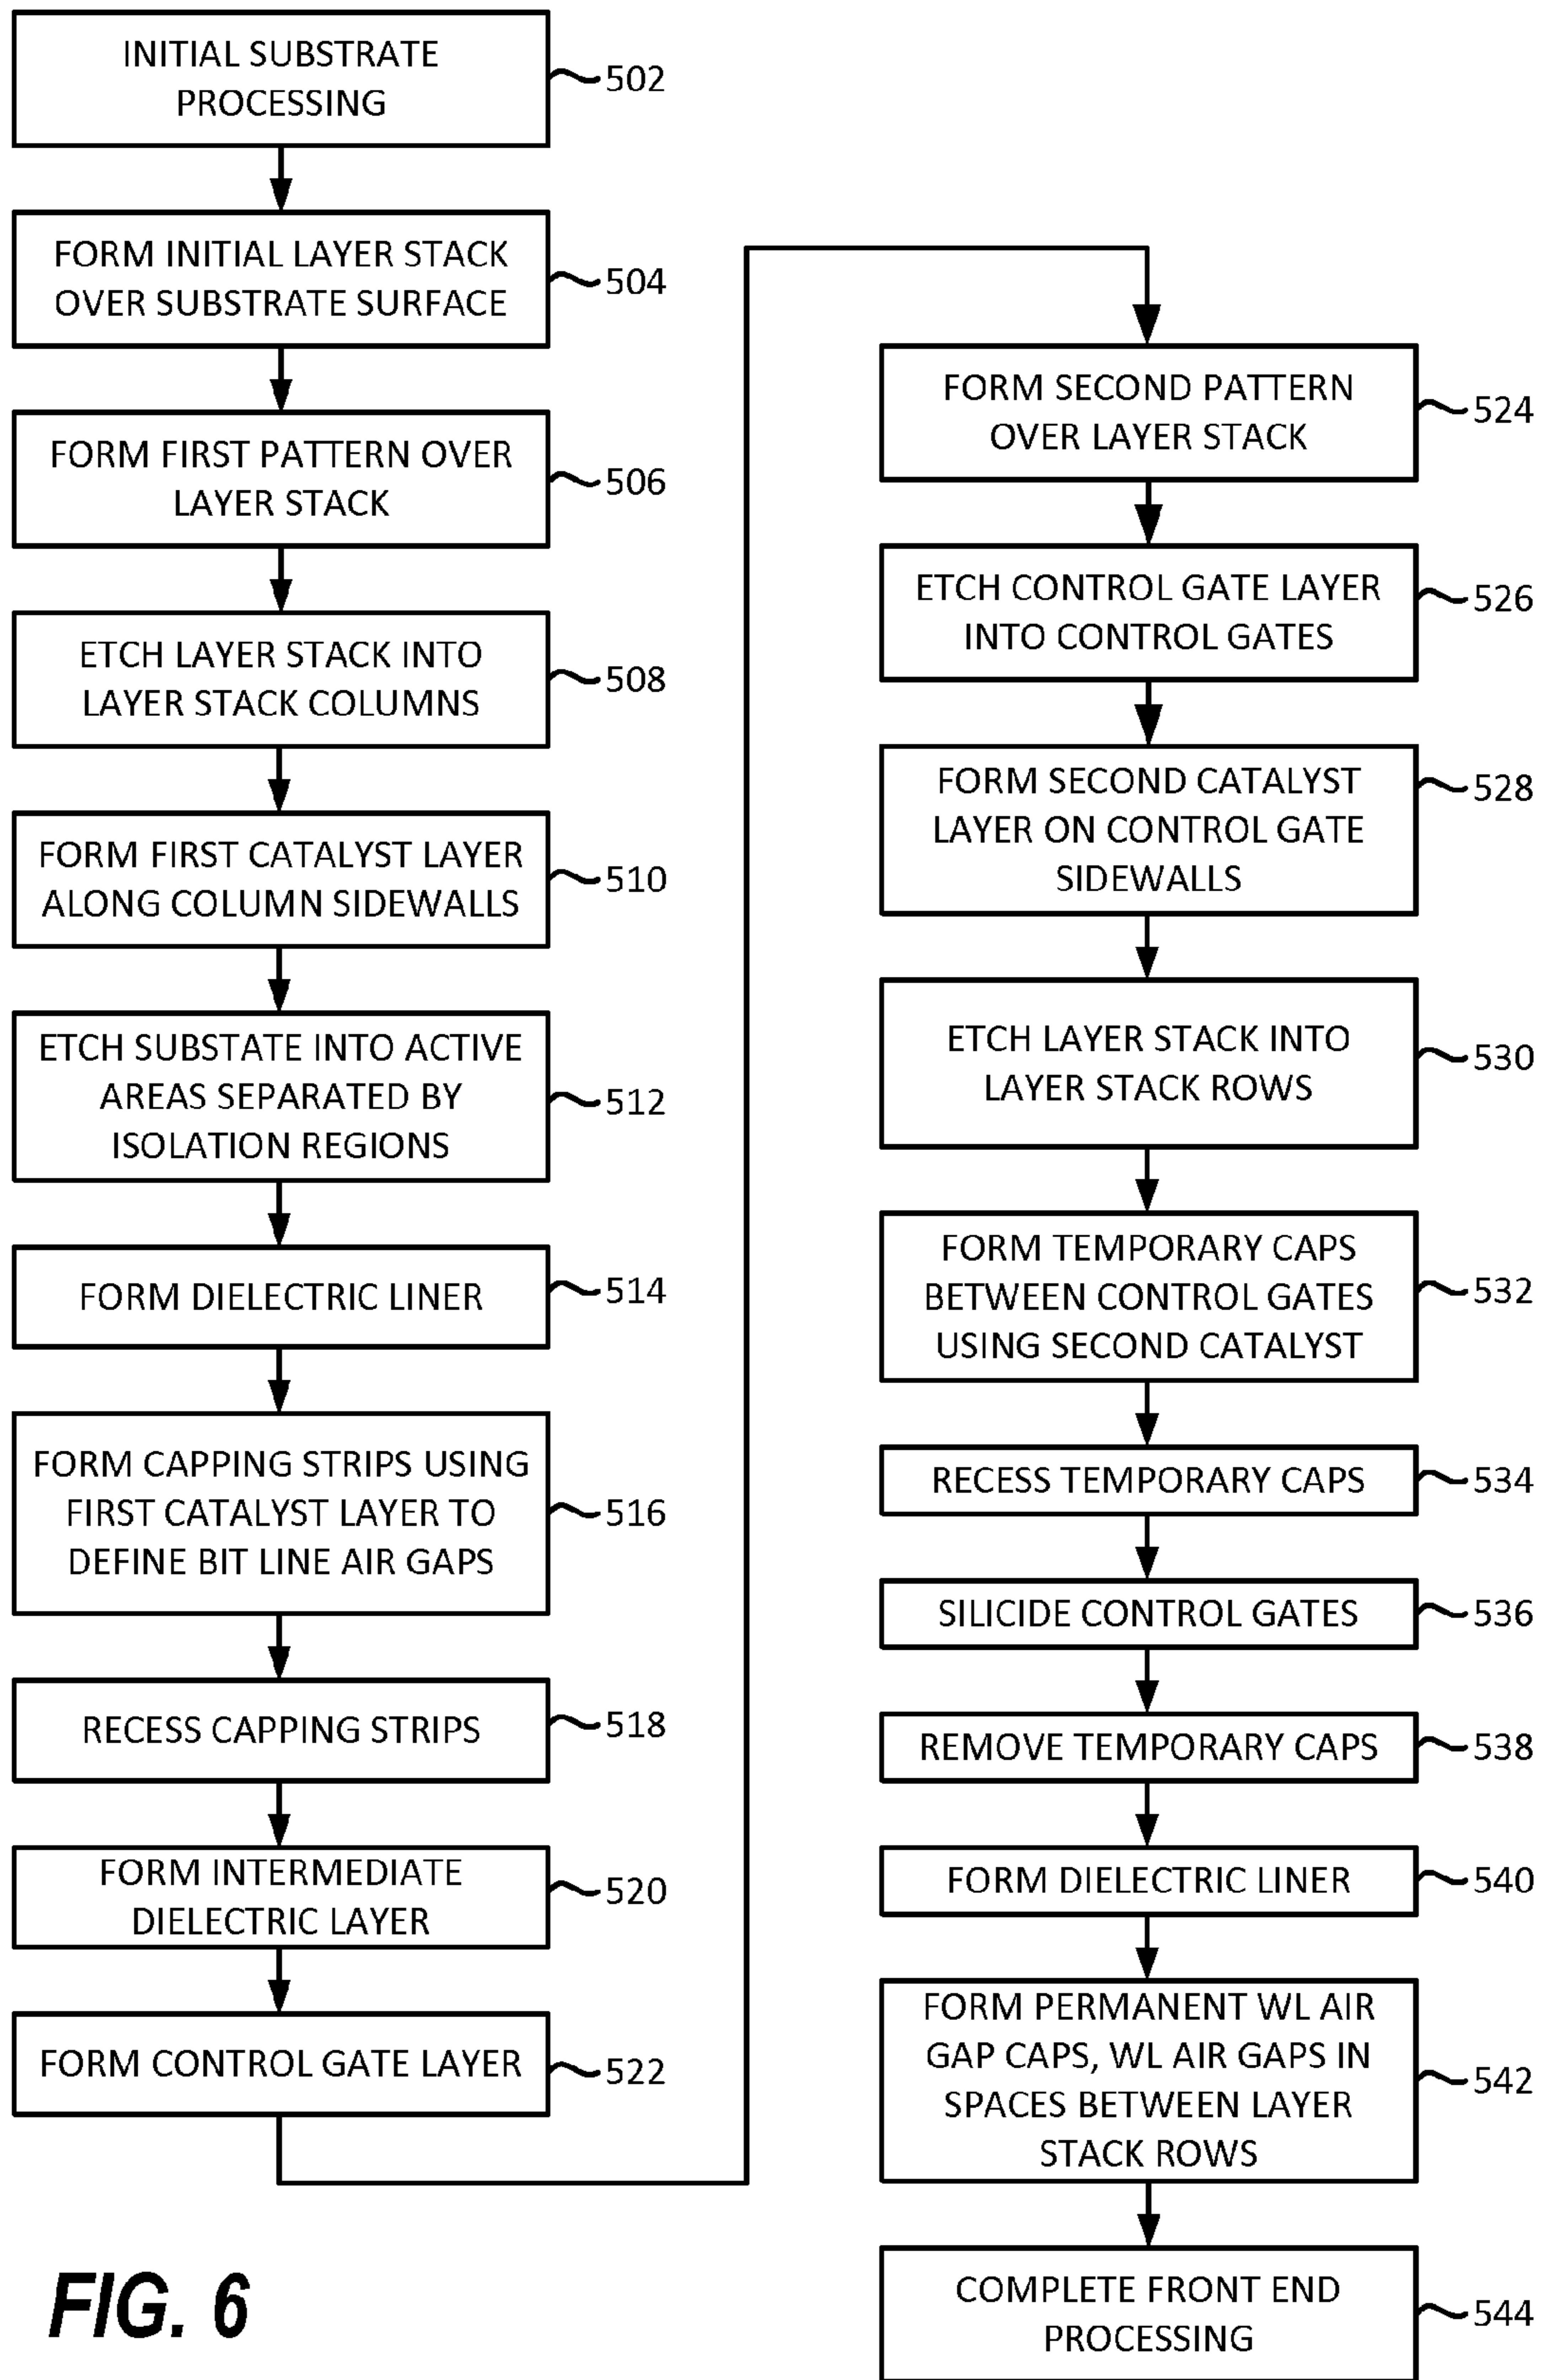 INITIAL SUBSTRATE
PROCESSING
502
FORM INITIAL LAYER STACK
OVER SUBSTRATE SURFACE
504
FORM FIRST PATTERN OVER
LAYER STACK
506
ETCH LAYER STACK INTO
LAYER STACK COLUMNS
508
FORM FIRST CATALYST LAYER
ALONG COLUMN SIDEWALLS
510
ETCH SUBSTATE INTO ACTIVE
AREAS SEPARATED BY
ISOLATION REGIONS
512
FORM DIELECTRIC LINER
514
FORM CAPPING STRIPS USING
FIRST CATALYST LAYER TO
DEFINE BIT LINE AIR GAPS
516
RECESS CAPPING STRIPS
518
FORM INTERMEDIATE
DIELECTRIC LAYER
520
FORM CONTROL GATE LAYER
522
FORM SECOND PATTERN
OVER LAYER STACK
524
ETCH CONTROL GATE LAYER
INTO CONTROL GATES
526
FORM SECOND CATALYST
LAYER ON CONTROL GATE
SIDEWALLS
528
ETCH LAYER STACK INTO
LAYER STACK ROWS
530
FORM TEMPORARY CAPS
BETWEEN CONTROL GATES
USING SECOND CATALYST
532
RECESS TEMPORARY CAPS
534
SILICIDE CONTROL GATES
536
REMOVE TEMPORARY CAPS
538
FORM DIELECTRIC LINER
540
FORM PERMANENT WL AIR
GAP CAPS, WL AIR GAPS IN
SPACES BETWEEN LAYER
STACK ROWS
542
COMPLETE FRONT END
PROCESSING
544
FIG. 6